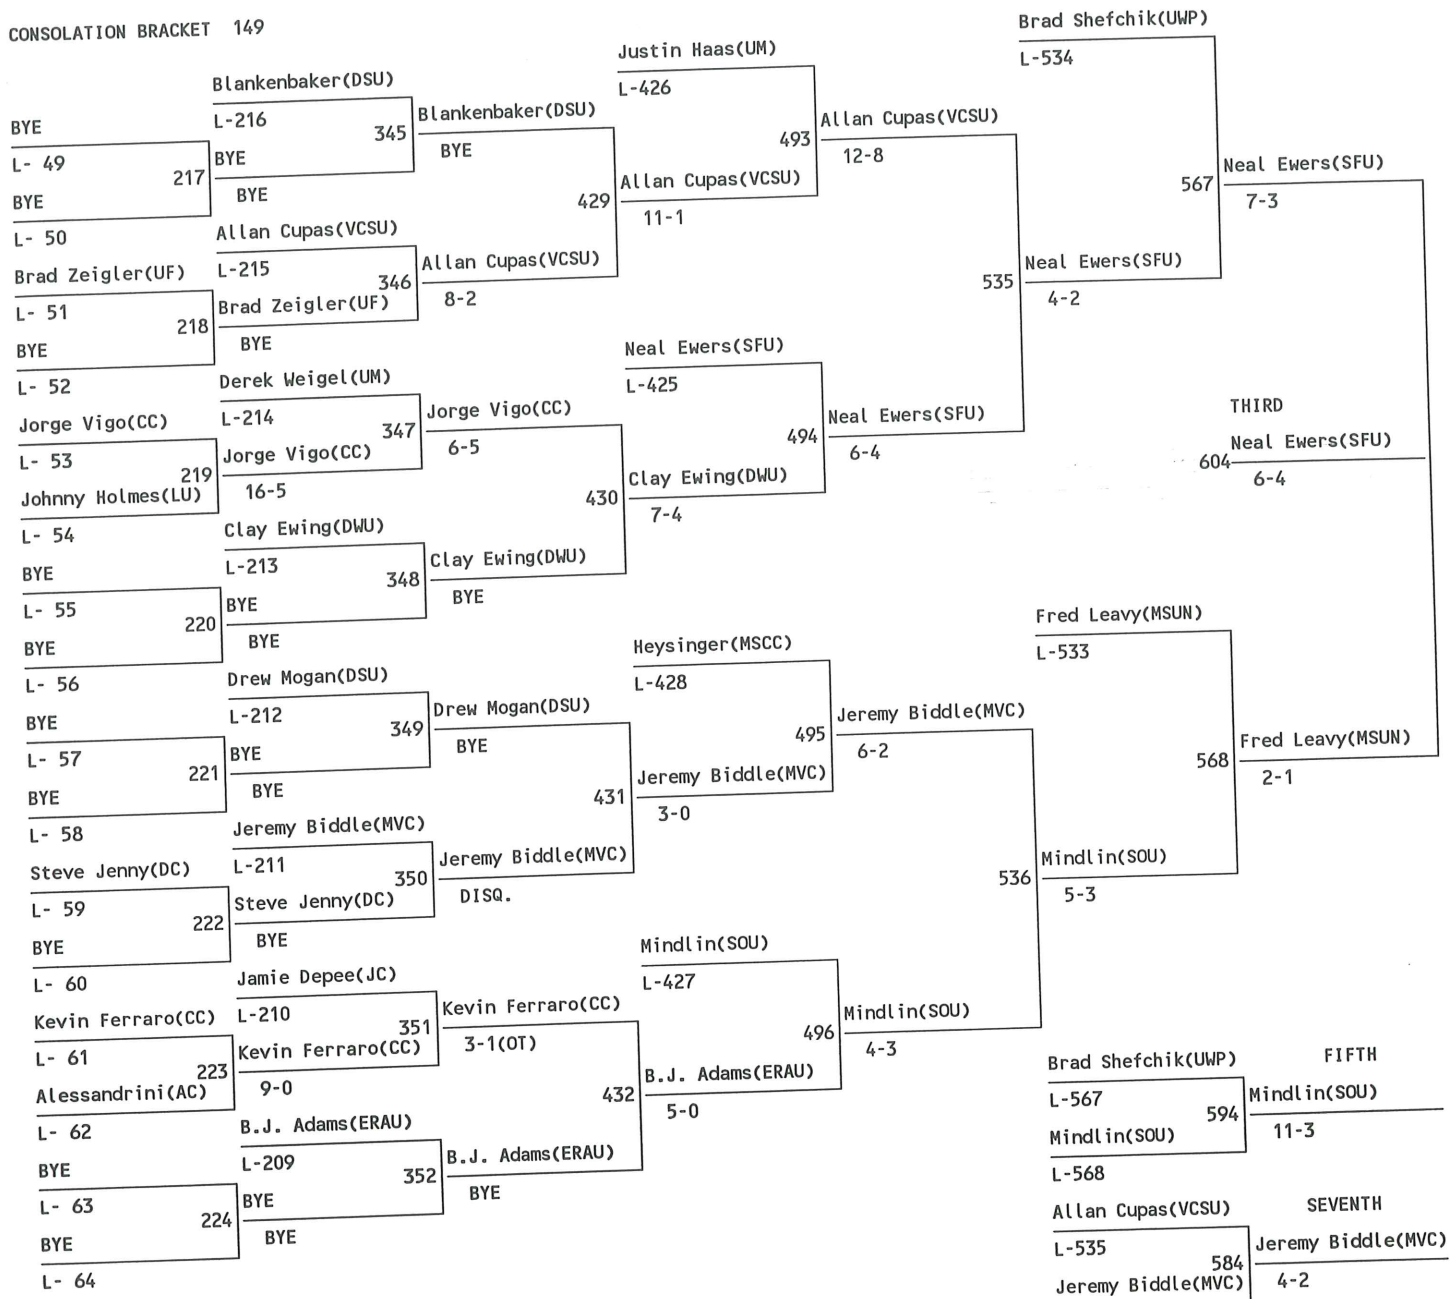 CONSOLATION BRACKET 149
BYE
L- 49
217
BYE
L- 50
Brad Zeigler(UF)
L- 51
218
BYE
L- 52
Jorge Vigo(CC)
L- 53
219
Johnny Holmes(LU)
L- 54
BYE
L- 55
220
BYE
L- 56
BYE
L- 57
221
BYE
L- 58
Steve Jenny(DC)
L- 59
222
BYE
L- 60
Kevin Ferraro(CC)
L- 61
223
Alessandrini(AC)
L- 62
BYE
L- 63
224
BYE
L- 64
Blankenbaker(DSU)
L-216
345
BYE
BYE
Allan Cupas(VCSU)
L-215
346
Brad Zeigler(UF)
BYE
Derek Weigel(UM)
L-214
347
Jorge Vigo(CC)
16-5
Clay Ewing(DWU)
L-213
348
BYE
BYE
Drew Mogan(DSU)
L-212
349
BYE
BYE
Jeremy Biddle(MVC)
L-211
350
Steve Jenny(DC)
BYE
Jamie Depee(JC)
L-210
351
Kevin Ferraro(CC)
9-0
B.J. Adams(ERAU)
L-209
352
BYE
BYE
Blankenbaker(DSU)
BYE
429
Allan Cupas(VCSU)
8-2
Jorge Vigo(CC)
6-5
430
Clay Ewing(DWU)
BYE
Drew Mogan(DSU)
BYE
431
Jeremy Biddle(MVC)
DISQ.
Kevin Ferraro(CC)
3-1(OT)
432
B.J. Adams(ERAU)
BYE
Justin Haas(UM)
L-426
493
Allan Cupas(VCSU)
11-1
Neal Ewers(SFU)
L-425
494
Clay Ewing(DWU)
7-4
Heysinger(MSCC)
L-428
495
Jeremy Biddle(MVC)
3-0
Mindlin(SOU)
L-427
496
B.J. Adams(ERAU)
5-0
Allan Cupas(VCSU)
12-8
535
Neal Ewers(SFU)
6-4
Jeremy Biddle(MVC)
6-2
536
Mindlin(SOU)
4-3
Brad Shefchik(UWP)
L-534
567
Neal Ewers(SFU)
4-2
Fred Leavy(MSUN)
L-533
568
Mindlin(SOU)
5-3
Neal Ewers(SFU)
7-3
THIRD
604
Neal Ewers(SFU)
6-4
Fred Leavy(MSUN)
2-1
Brad Shefchik(UWP)
L-567
594
Mindlin(SOU)
L-568
FIFTH
Mindlin(SOU)
11-3
Allan Cupas(VCSU)
L-535
584
Jeremy Biddle(MVC)
SEVENTH
Jeremy Biddle(MVC)
4-2